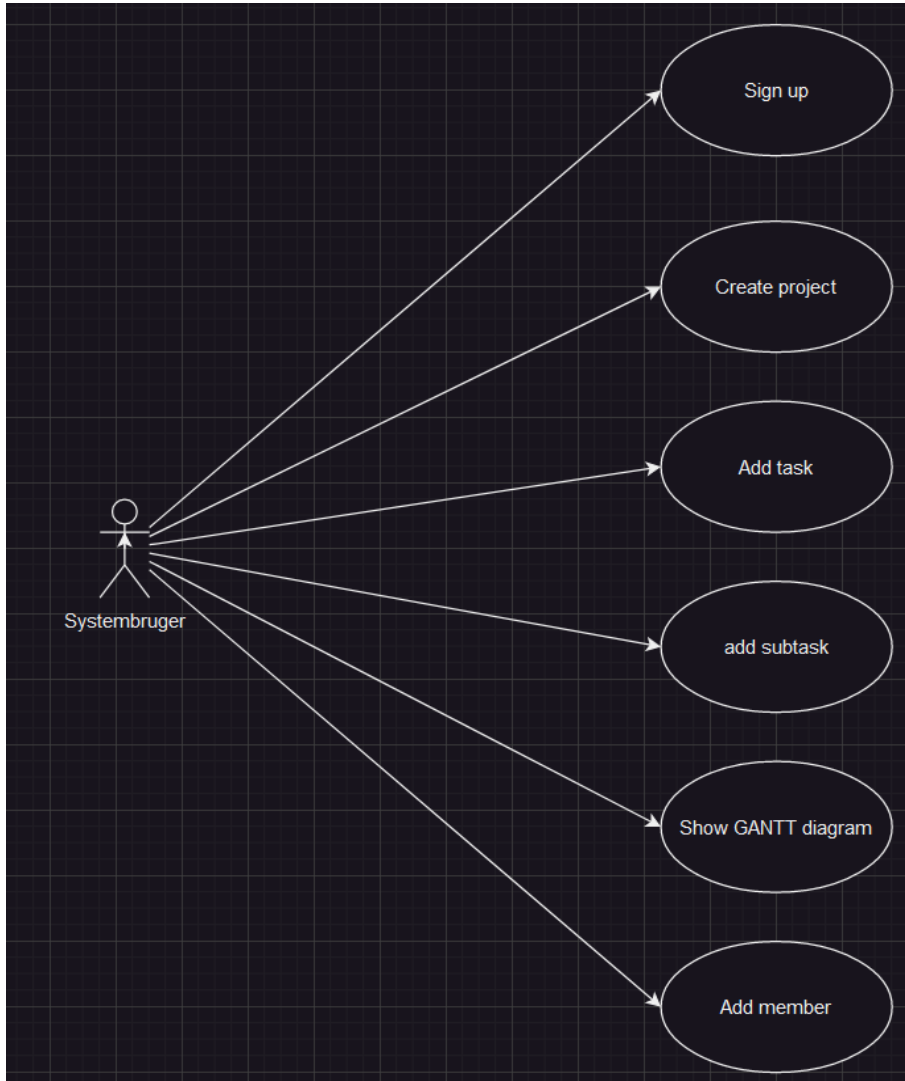 Sign up
Create project
Add task
Systembruger
add subtask
Show GANTT diagram
Add member